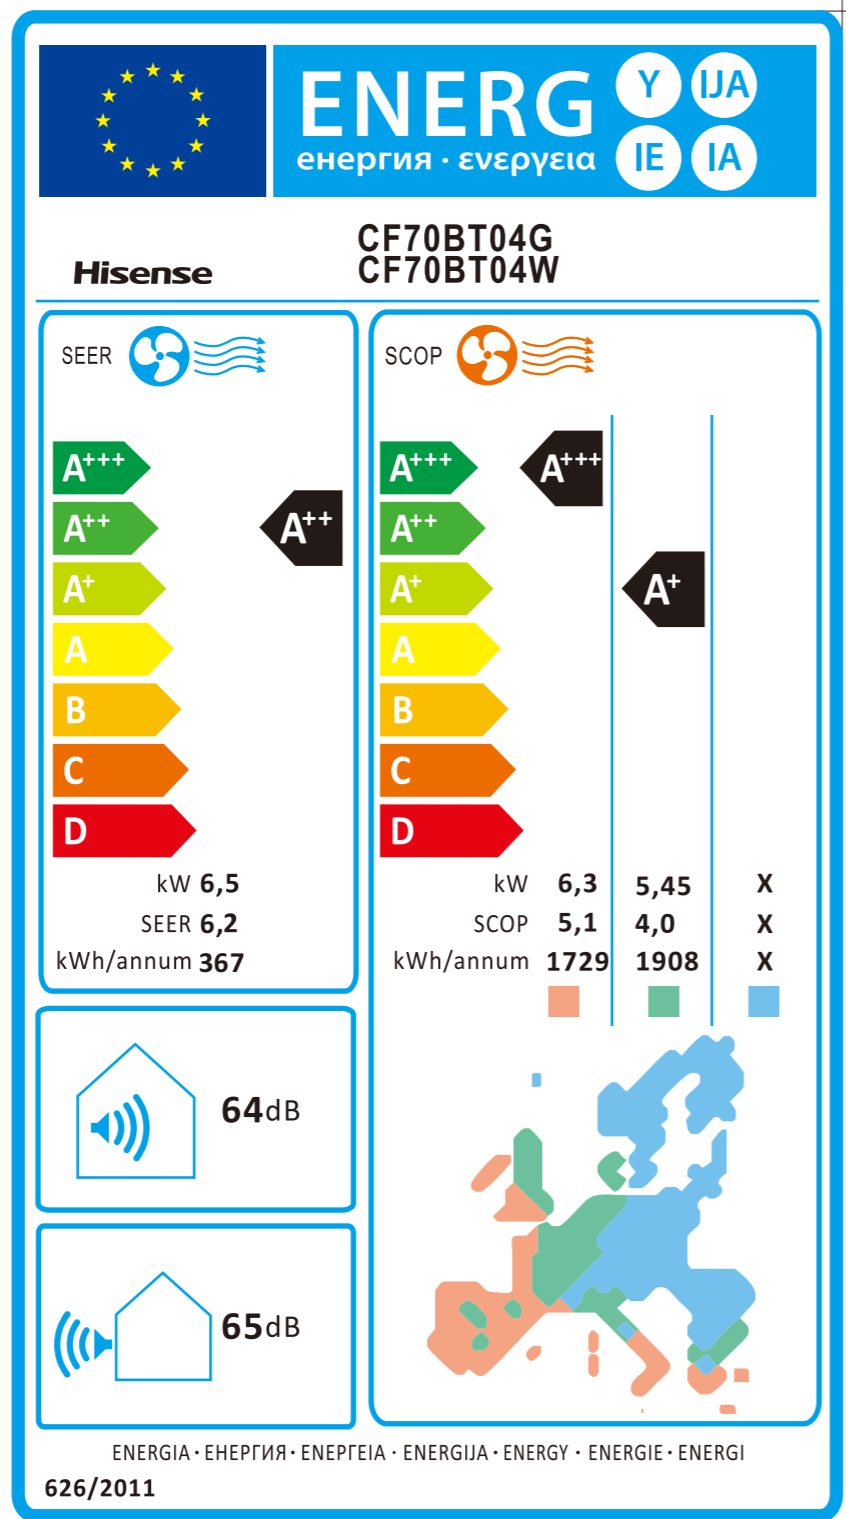 ENERG
енергия · ενεργεια
Y
IJA
IE
IA
Hisense
CF70BT04G
CF70BT04W
SEER
A+++
A++
A+
A
B
C
D
A++
kW 6,5
SEER 6,2
kWh/annum 367
SCOP
A+++
A++
A+
A
B
C
D
A+++
A+
kW 6,3 5,45 X
SCOP 5,1 4,0 X
kWh/annum 1729 1908 X
64dB
65dB
ENERGIA · ЕНЕРГИЯ · ΕΝΕΡΓΕΙΑ · ENERGIJA · ENERGY · ENERGIE · ENERGI
626/2011